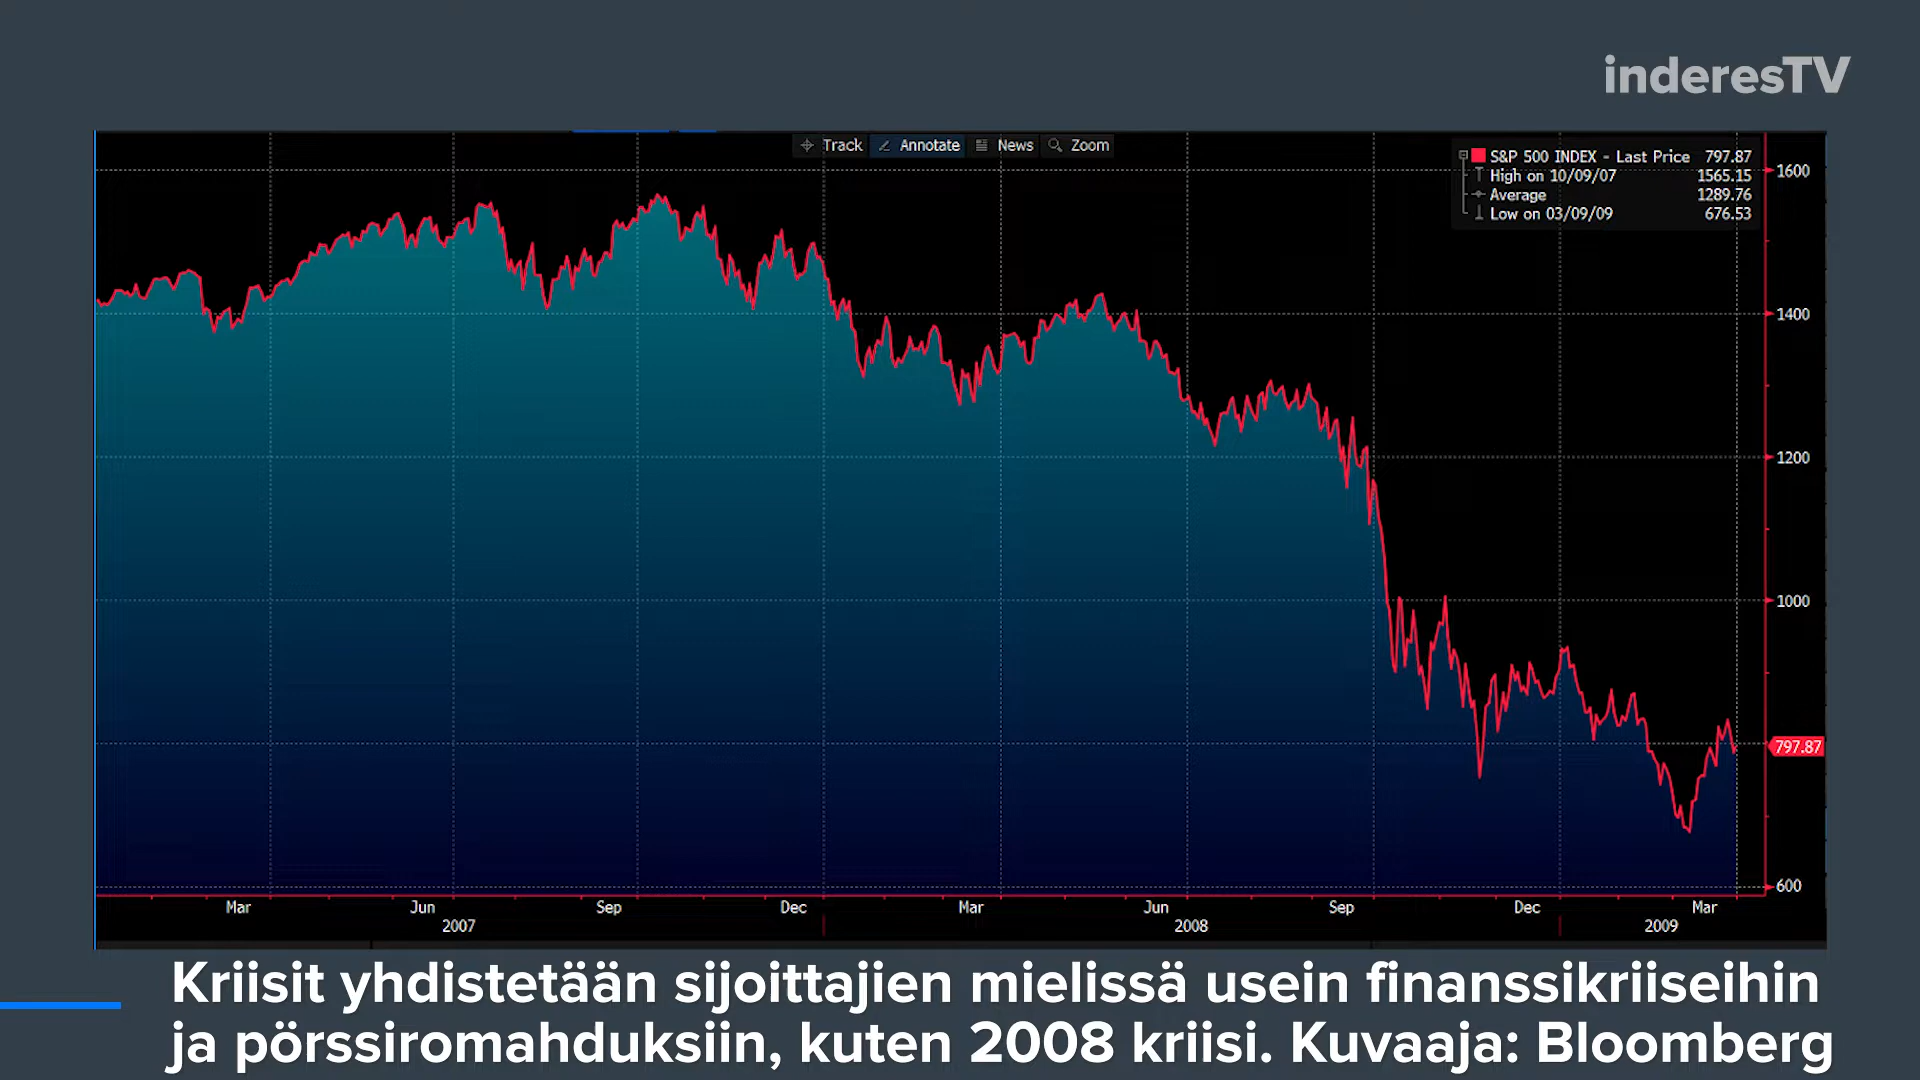 inderesTV
Track Annotate News Zoom
S&P 500 INDEX - Last Price 797.87
High on 10/09/07 1565.15
Average 1289.76
Low on 03/09/09 676.53
1600
1400
1200
1000
797.87
600
Mar Jun Sep Dec Mar Jun Sep Dec Mar
2007 2008 2009
Kriisit yhdistetään sijoittajien mielissä usein finanssikriiseihin
ja pörssiromahduksiin, kuten 2008 kriisi. Kuvaaja: Bloomberg